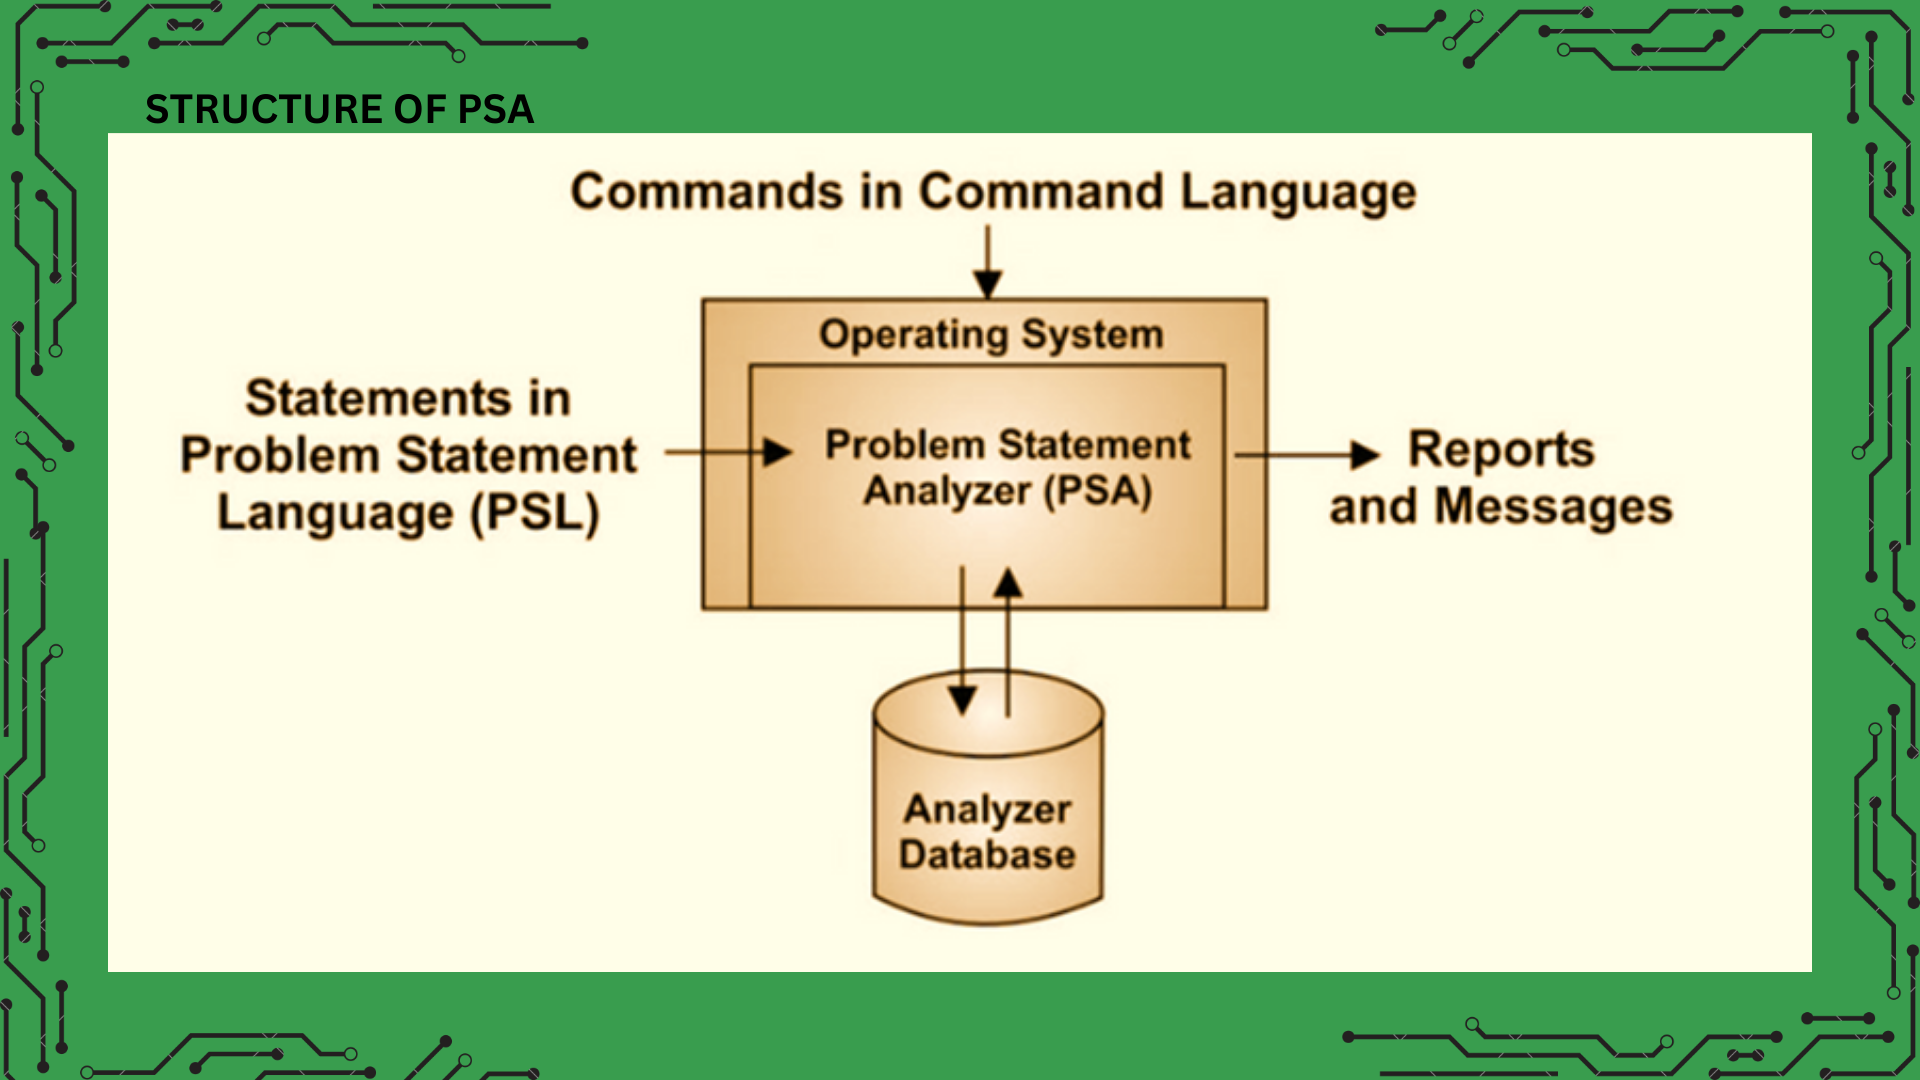 STRUCTURE OF PSA
Commands in Command Language
Operating System
Statements in
Problem Statement
Language (PSL)
Problem Statement
Analyzer (PSA)
Reports
and Messages
Analyzer
Database